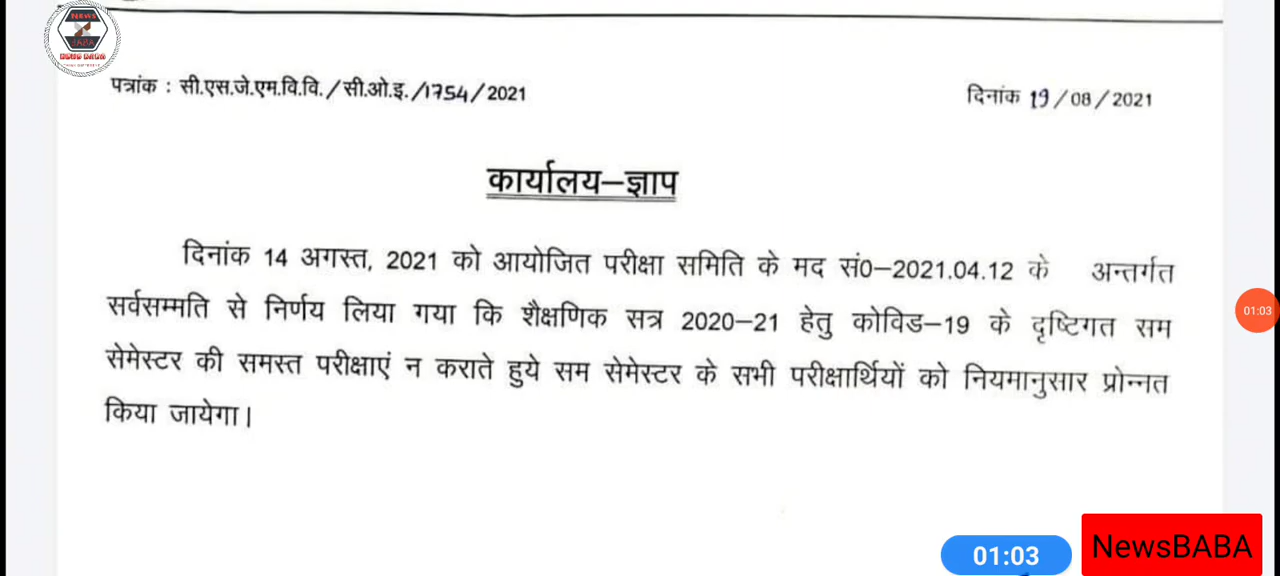 NEWS
BABA
पत्रांक : सी.एस.जे.एम.वि.वि./सी.ओ.इ./1754/2021
दिनांक 19/08/2021
कार्यालय–ज्ञाप
दिनांक 14 अगस्त, 2021 को आयोजित परीक्षा समिति के मद सं0–2021.04.12 के अन्तर्गत
सर्वसम्मति से निर्णय लिया गया कि शैक्षणिक सत्र 2020–21 हेतु कोविड–19 के दृष्टिगत सम
सेमेस्टर की समस्त परीक्षाएं न कराते हुये सम सेमेस्टर के सभी परीक्षार्थियों को नियमानुसार प्रोन्नत
किया जायेगा।
01:03
01:03
NewsBABA